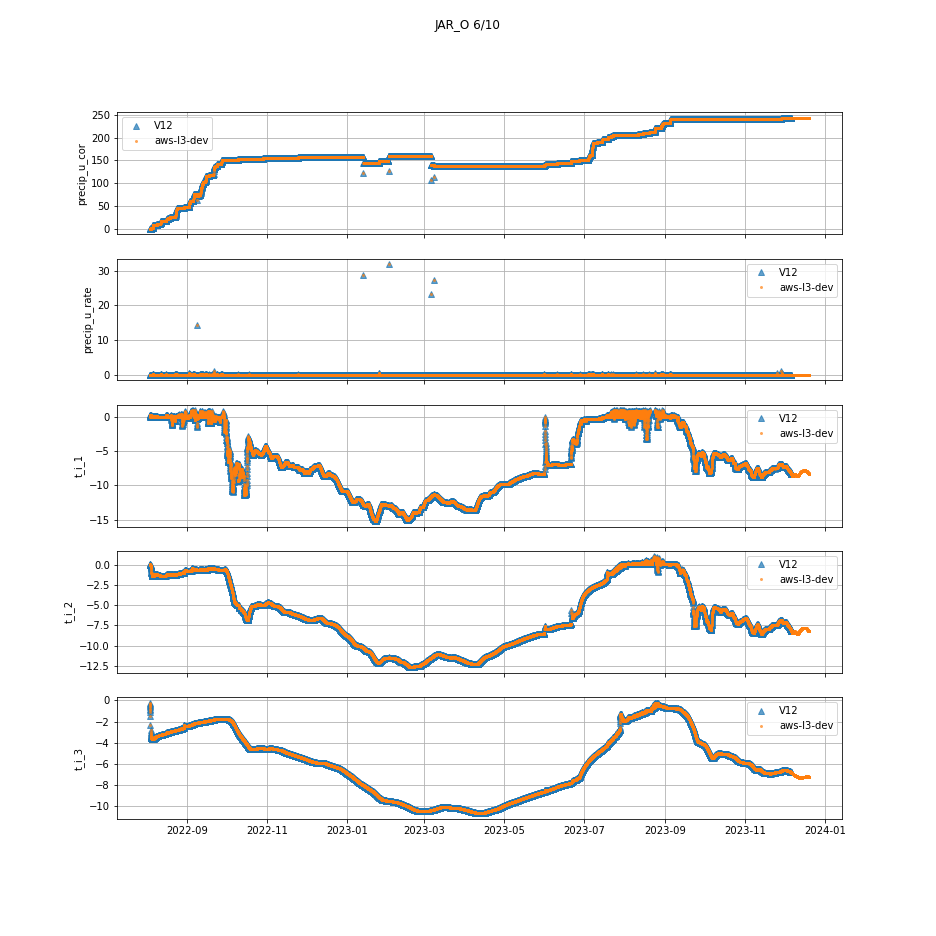 JAR_O 6/10
precip_u_cor
250
200
150
100
50
0
V12
aws-l3-dev
precip_u_rate
30
20
10
0
V12
aws-l3-dev
t_i_1
0
−5
−10
−15
V12
aws-l3-dev
t_i_2
0.0
−2.5
−5.0
−7.5
−10.0
−12.5
V12
aws-l3-dev
t_i_3
0
−2
−4
−6
−8
−10
V12
aws-l3-dev
2022-09 2022-11 2023-01 2023-03 2023-05 2023-07 2023-09 2023-11 2024-01